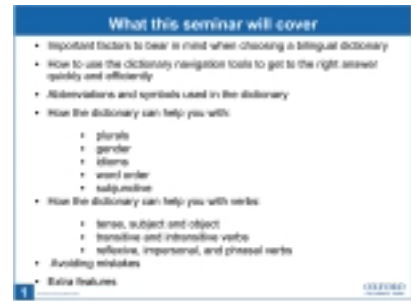 What this seminar will cover
• Important factors to bear in mind when choosing a bilingual dictionary
• How to use the dictionary navigation tools to get to the right answer
quickly and efficiently
• Abbreviations and symbols used in the dictionary
• How the dictionary can help you with:
• plurals
• gender
• idioms
• word order
• subjunctive
• How the dictionary can help you with verbs:
• tense, subject and object
• transitive and intransitive verbs
• reflexive, impersonal, and phrasal verbs
• Avoiding mistakes
• Extra features
1
OXFORD